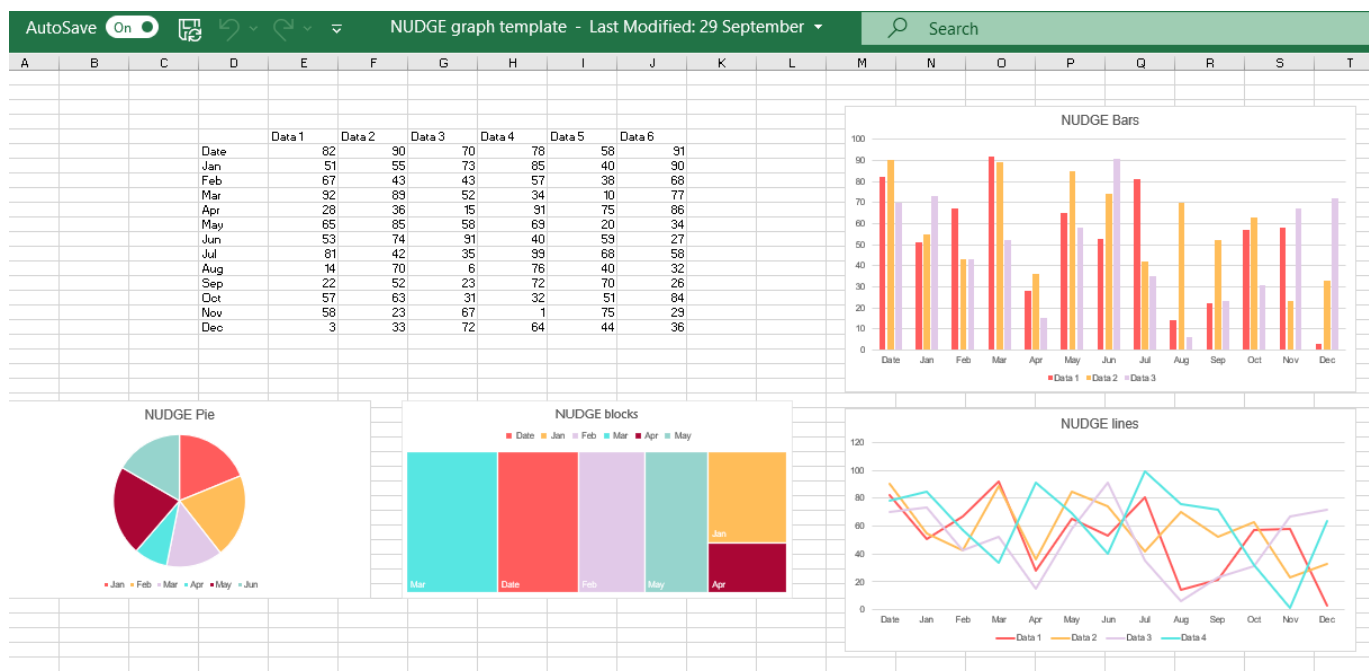 AutoSave On NUDGE graph template - Last Modified: 29 September Search
A B C D E F G H I J K L M N O P Q R S T
Data 1 Data 2 Data 3 Data 4 Data 5 Data 6
Date 82 90 70 78 58 91
Jan 51 55 73 85 40 90
Feb 67 43 43 57 38 68
Mar 92 89 52 34 10 77
Apr 28 36 15 91 75 86
May 65 85 58 69 20 34
Jun 53 74 91 40 59 27
Jul 81 42 35 99 68 58
Aug 14 70 6 76 40 32
Sep 22 52 23 72 70 26
Oct 57 63 31 32 51 84
Nov 58 23 67 1 75 29
Dec 3 33 72 64 44 36
NUDGE Bars
100
90
80
70
60
50
40
30
20
10
0
Date Jan Feb Mar Apr May Jun Jul Aug Sep Oct Nov Dec
Data 1 Data 2 Data 3
NUDGE Pie
Jan Feb Mar Apr May Jun
NUDGE blocks
Date Jan Feb Mar Apr May
Jan
Mar Date Feb May Apr
NUDGE lines
120
100
80
60
40
20
0
Date Jan Feb Mar Apr May Jun Jul Aug Sep Oct Nov Dec
Data 1 Data 2 Data 3 Data 4